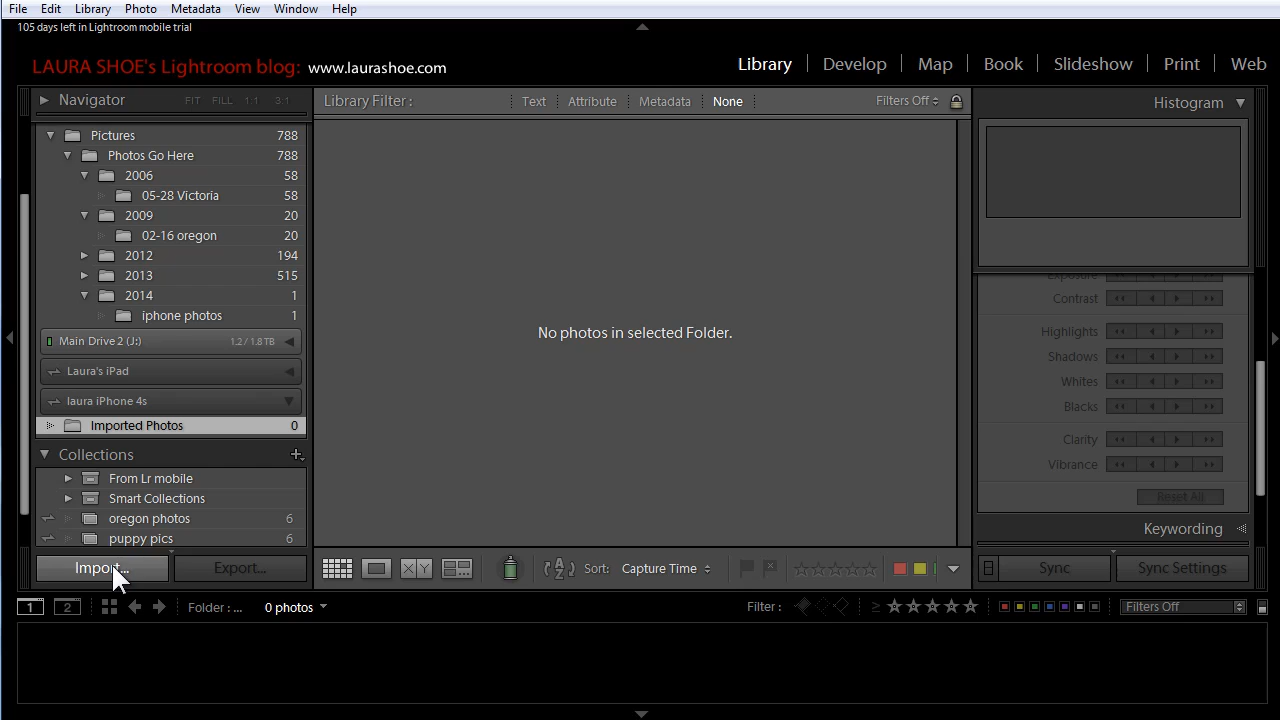 File Edit Library Photo Metadata View Window Help
105 days left in Lightroom mobile trial
LAURA SHOE's Lightroom blog: www.laurashoe.com
Library Develop Map Book Slideshow Print Web
Navigator FIT FILL 1:1 3:1
Library Filter : Text Attribute Metadata None Filters Off
Histogram
Pictures 788
Photos Go Here 788
2006 58
05-28 Victoria 58
2009 20
02-16 oregon 20
2012 194
2013 515
2014 1
iphone photos 1
Main Drive 2 (J:) 1.2 / 1.8 TB
Laura's iPad
laura iPhone 4s
Imported Photos 0
No photos in selected Folder.
Exposure
Contrast
Highlights
Shadows
Whites
Blacks
Clarity
Vibrance
Reset All
Keywording
Collections
From Lr mobile
Smart Collections
oregon photos 6
puppy pics 6
Import... Export...
XY
Sort: Capture Time
Sync Sync Settings
1 2 Folder : ... 0 photos
Filter : ≥ Filters Off